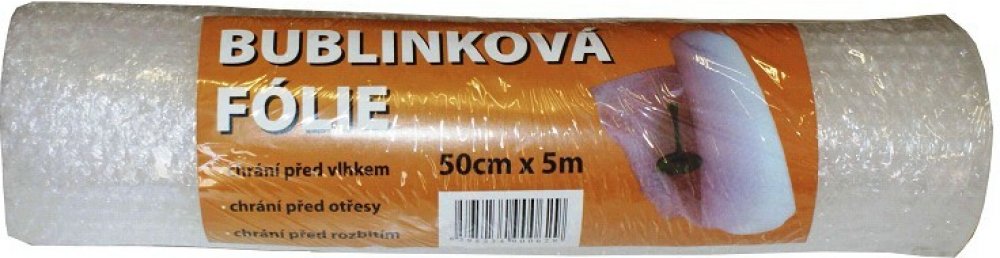 BUBLINKOVÁ
FÓLIE
· chrání před vlhkem
50cm x 5m
· chrání před otřesy
· chrání před rozbitím